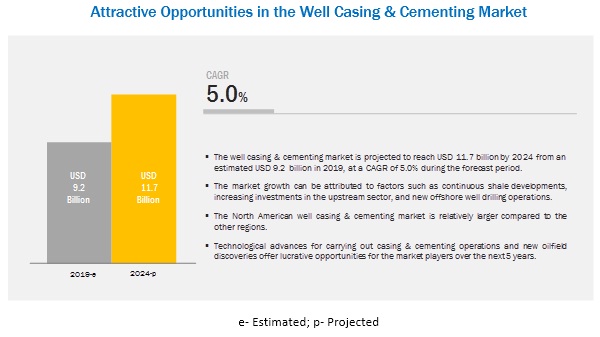 Attractive Opportunities in the Well Casing & Cementing Market
CAGR
5.0%
USD
9.2
Billion
USD
11.7
Billion
2019-e
2024-p
▪ The well casing & cementing market is projected to reach USD 11.7 billion by 2024 from an
estimated USD 9.2 billion in 2019, at a CAGR of 5.0% during the forecast period.
▪ The market growth can be attributed to factors such as continuous shale developments,
increasing investments in the upstream sector, and new offshore well drilling operations.
▪ The North American well casing & cementing market is relatively larger compared to the
other regions.
▪ Technological advances for carrying out casing & cementing operations and new oilfield
discoveries offer lucrative opportunities for the market players over the next 5 years.
e- Estimated; p- Projected